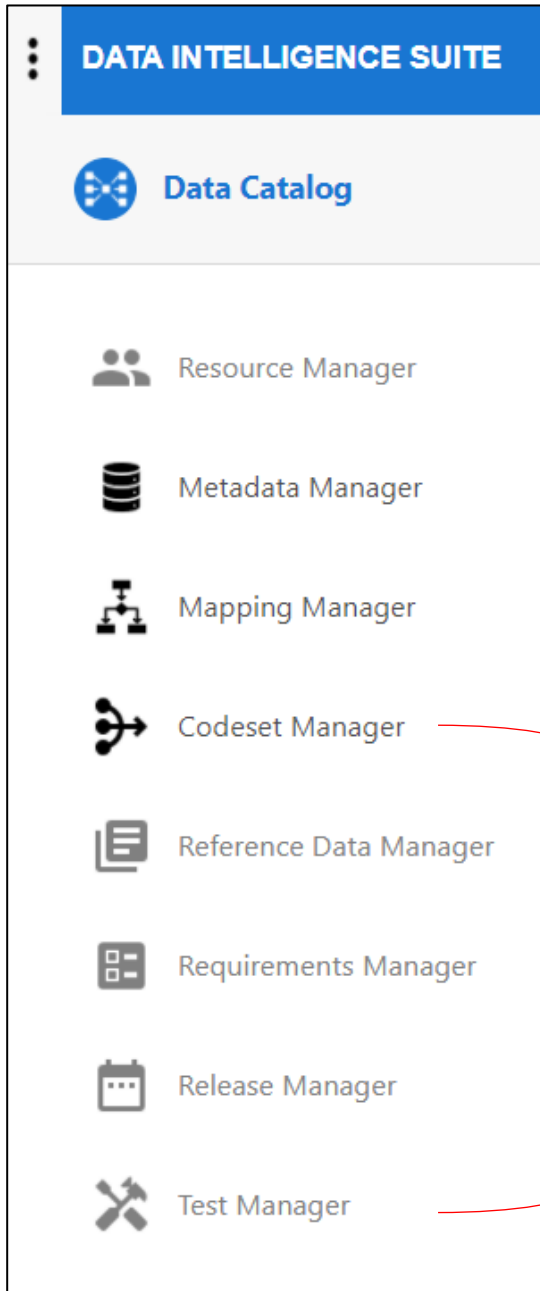 DATA INTELLIGENCE SUITE
Data Catalog
Resource Manager
Metadata Manager
Mapping Manager
Codeset Manager
Reference Data Manager
Requirements Manager
Release Manager
Test Manager